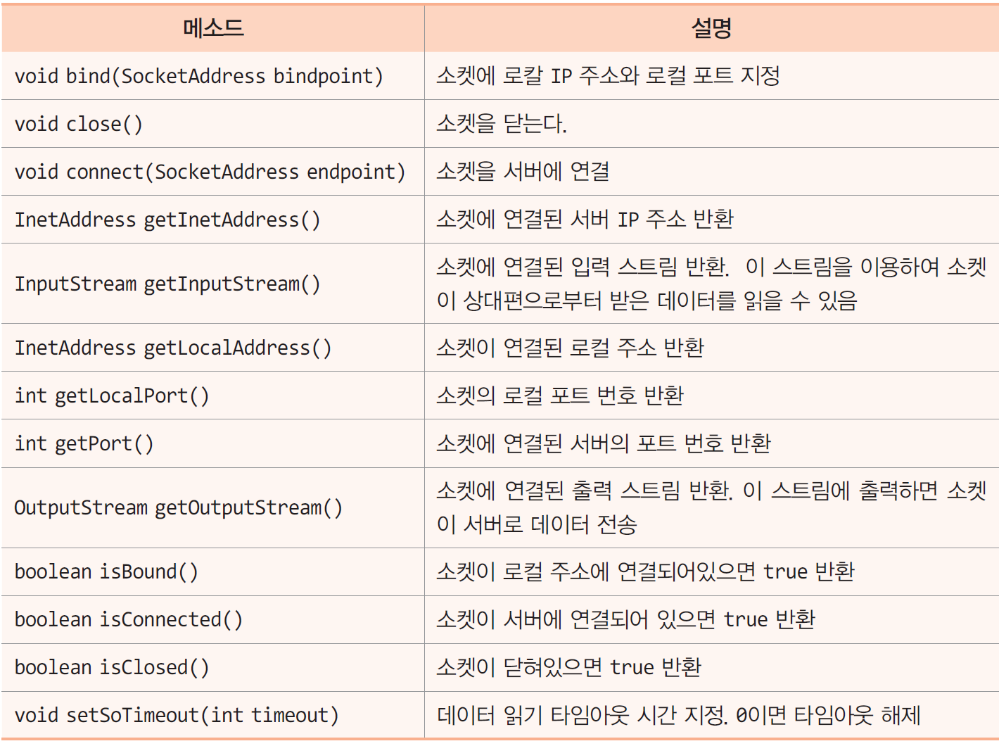 메소드 설명
void bind(SocketAddress bindpoint) 소켓에 로칼 IP 주소와 로컬 포트 지정
void close() 소켓을 닫는다.
void connect(SocketAddress endpoint) 소켓을 서버에 연결
InetAddress getInetAddress() 소켓에 연결된 서버 IP 주소 반환
InputStream getInputStream() 소켓에 연결된 입력 스트림 반환. 이 스트림을 이용하여 소켓
이 상대편으로부터 받은 데이터를 읽을 수 있음
InetAddress getLocalAddress() 소켓이 연결된 로컬 주소 반환
int getLocalPort() 소켓의 로컬 포트 번호 반환
int getPort() 소켓에 연결된 서버의 포트 번호 반환
OutputStream getOutputStream() 소켓에 연결된 출력 스트림 반환. 이 스트림에 출력하면 소켓
이 서버로 데이터 전송
boolean isBound() 소켓이 로컬 주소에 연결되어있으면 true 반환
boolean isConnected() 소켓이 서버에 연결되어 있으면 true 반환
boolean isClosed() 소켓이 닫혀있으면 true 반환
void setSoTimeout(int timeout) 데이터 읽기 타임아웃 시간 지정. 0이면 타임아웃 해제